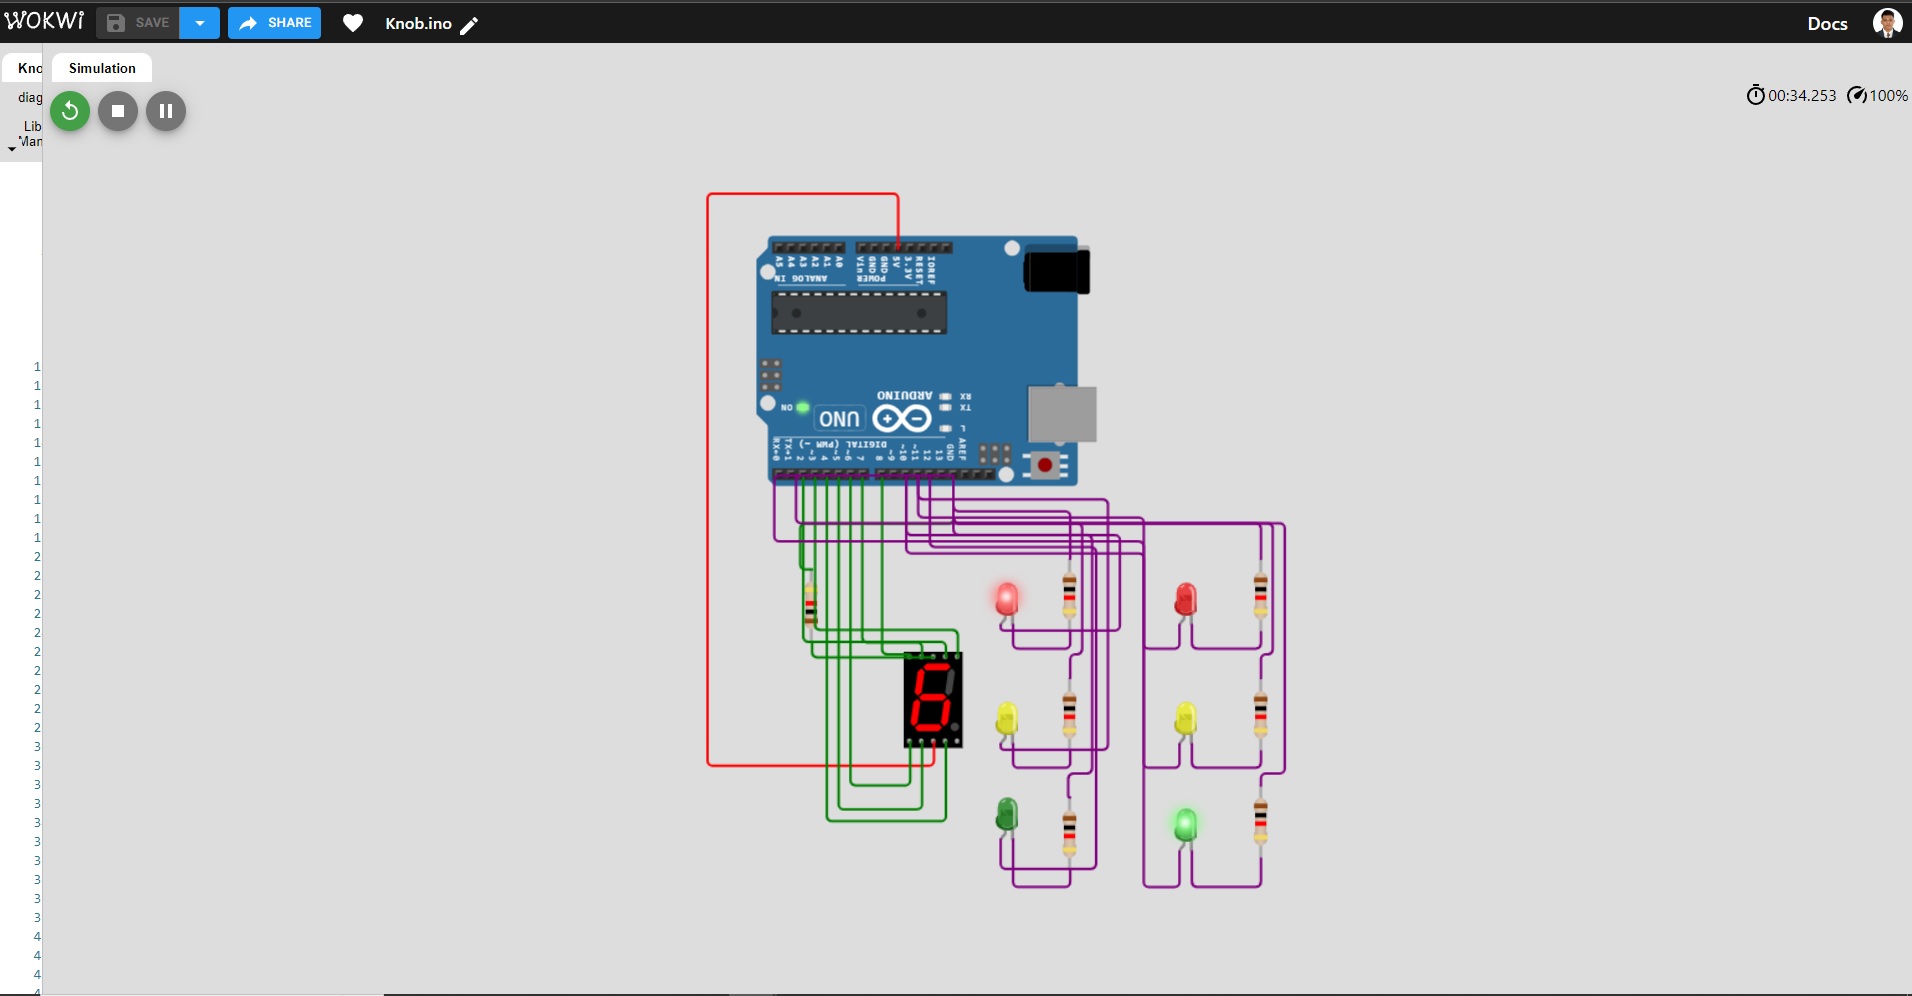 WOKWi SAVE SHARE Knob.ino Docs
Kno Simulation
diag
Lib
Man
00:34.253 100%
A5 A4 A3 A2 A1 A0 Vin GND GND 5V 3.3V RESET IOREF
ANALOG IN POWER
ARDUINO RX
TX
ON UNO
L
DIGITAL (PWM ~)
RX←0 TX→1 2 ~3 4 ~5 ~6 7 8 ~9 ~10 ~11 12 13 GND AREF
6
1
1
1
1
1
1
1
1
1
1
2
2
2
2
2
2
2
2
2
2
3
3
3
3
3
3
3
3
3
3
4
4
4
4